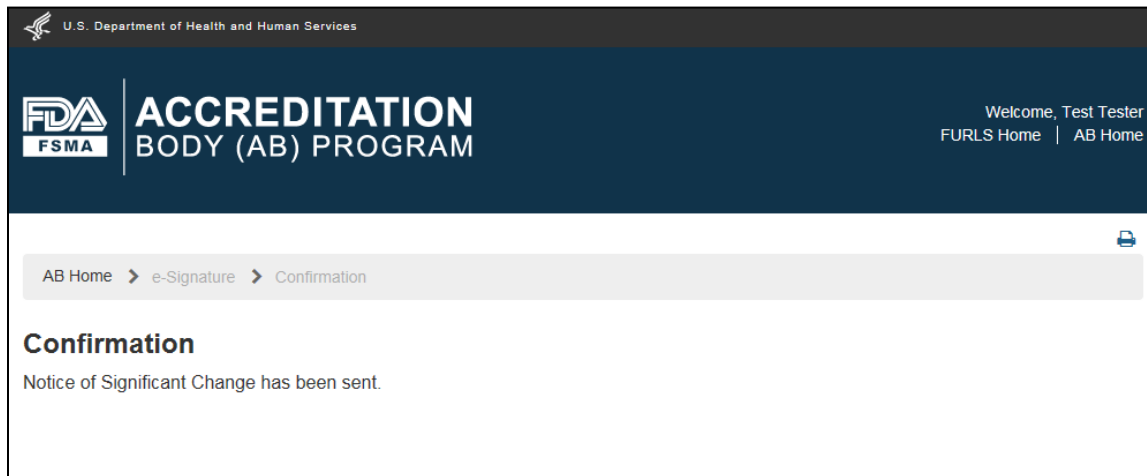 U.S. Department of Health and Human Services
FDA
FSMA
ACCREDITATION
BODY (AB) PROGRAM
Welcome, Test Tester
FURLS Home | AB Home
AB Home > e-Signature > Confirmation
Confirmation
Notice of Significant Change has been sent.